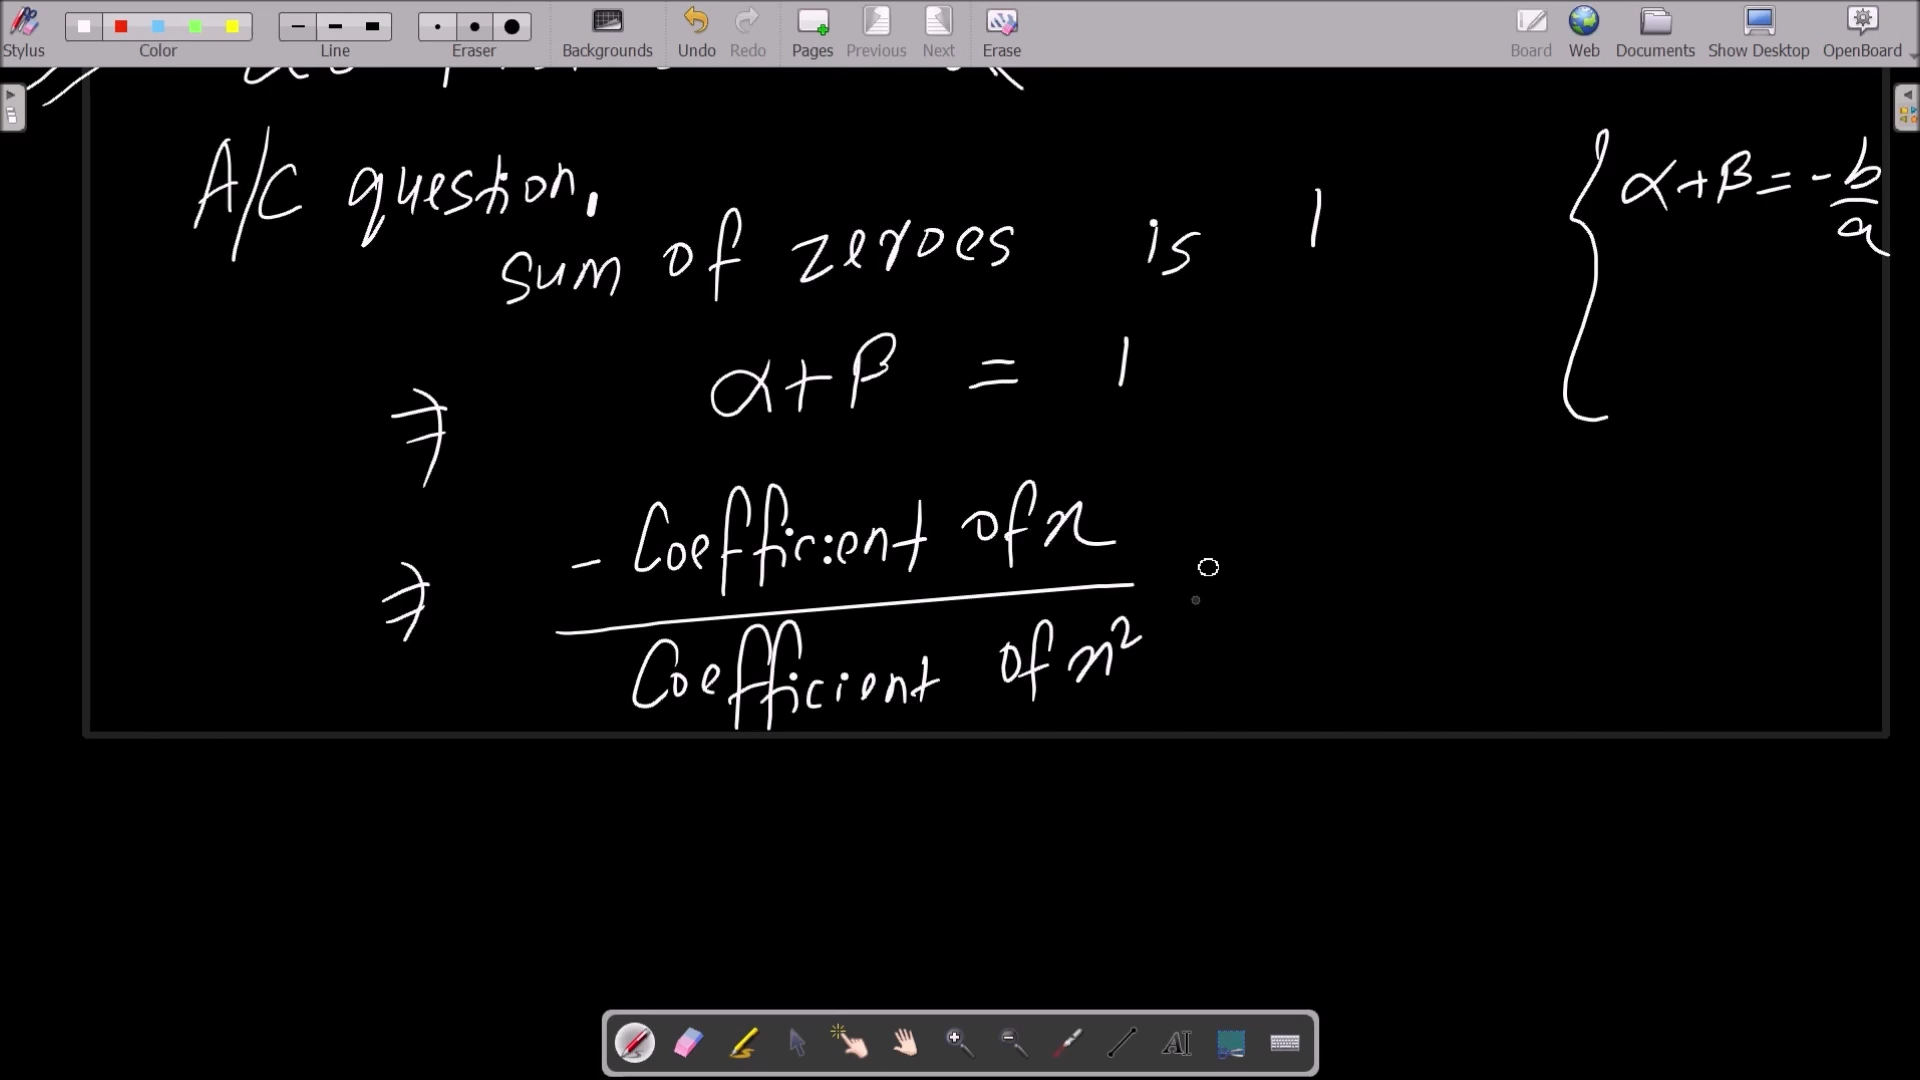 Stylus Color Line Eraser Backgrounds Undo Redo Pages Previous Next Erase Board Web Documents Show Desktop OpenBoard
A/C question,
sum of zeroes is 1
α+β = 1
⇒
⇒ - Coefficient of x
Coefficient of x²
α+β = -b
a
AI